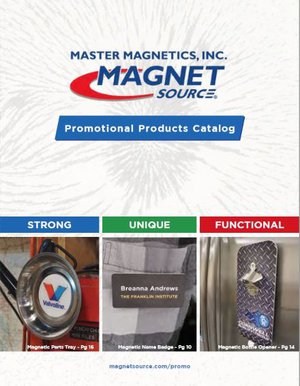 MASTER MAGNETICS, INC.
MAGNET
SOURCE®
Promotional Products Catalog
STRONG
UNIQUE
FUNCTIONAL
Valvoline
Breanna Andrews
THE FRANKLIN INSTITUTE
Magnetic Parts Tray - Pg 16
Magnetic Name Badge - Pg 10
Magnetic Bottle Opener - Pg 14
magnetsource.com/promo